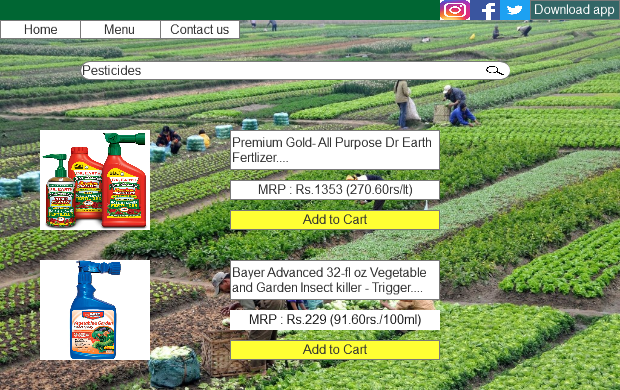 Download app
Home
Menu
Contact us
Pesticides
Premium Gold- All Purpose Dr Earth
Fertlizer....
MRP : Rs.1353 (270.60rs/lt)
Add to Cart
Bayer Advanced 32-fl oz Vegetable
and Garden Insect killer - Trigger....
MRP : Rs.229 (91.60rs./100ml)
Add to Cart